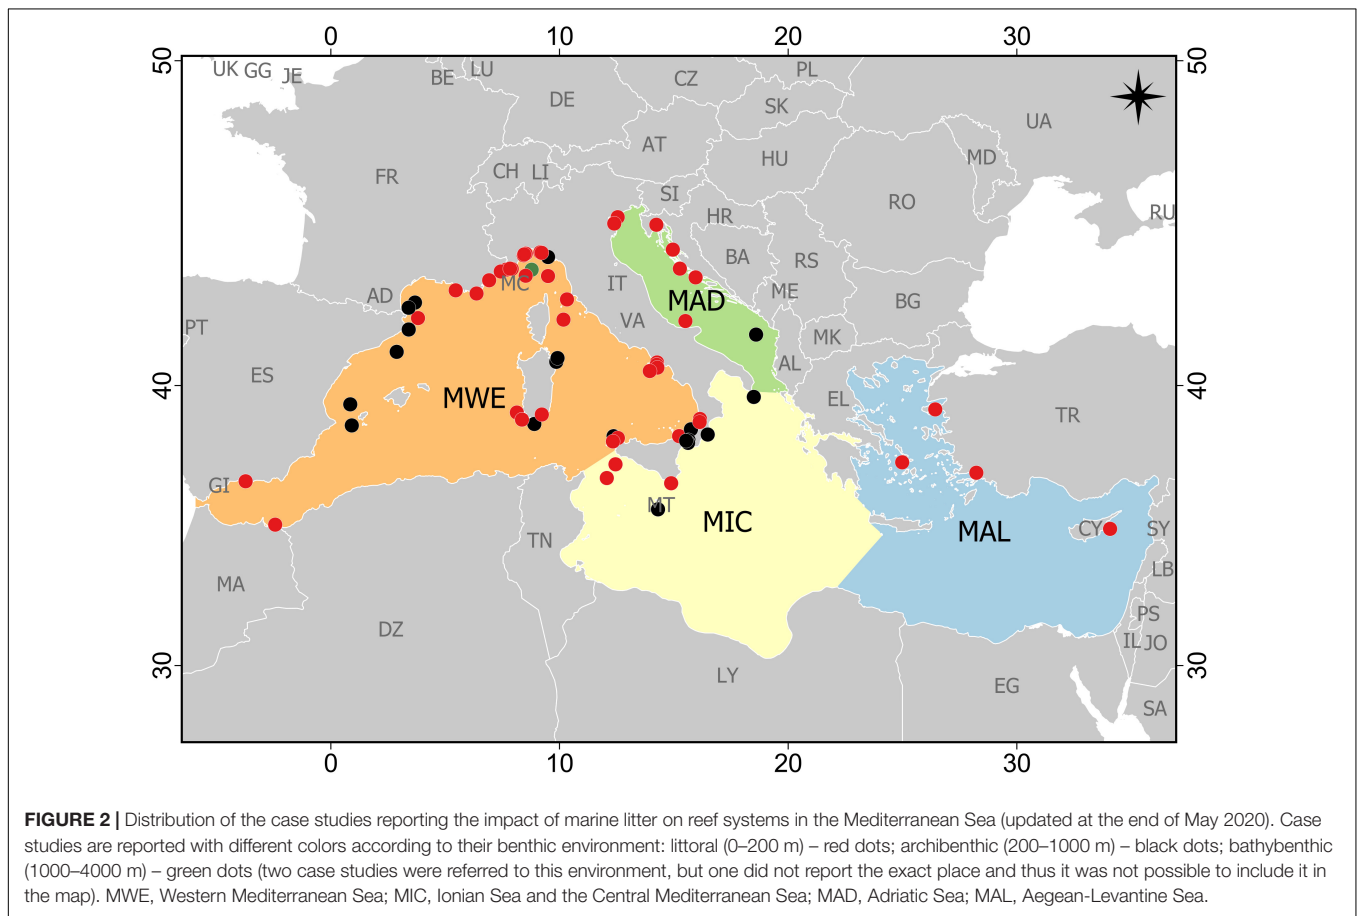 0 10 20 30
50 50
UK GG JE BE LU CZ PL
DE SK UA
AT
CH LI HU MD
FR SI RO
HR RU
BA RS
IT
MC ME
AD MAD BG
VA
PT MK
AL
ES
40 40
MWE EL TR
GI
MT
MIC MAL CY SY
TN
LB
MA
PS
DZ IL JO
30 30
LY EG
SA
0 10 20 30
FIGURE 2 | Distribution of the case studies reporting the impact of marine litter on reef systems in the Mediterranean Sea (updated at the end of May 2020). Case
studies are reported with different colors according to their benthic environment: littoral (0–200 m) – red dots; archibenthic (200–1000 m) – black dots; bathybenthic
(1000–4000 m) – green dots (two case studies were referred to this environment, but one did not report the exact place and thus it was not possible to include it in
the map). MWE, Western Mediterranean Sea; MIC, Ionian Sea and the Central Mediterranean Sea; MAD, Adriatic Sea; MAL, Aegean-Levantine Sea.